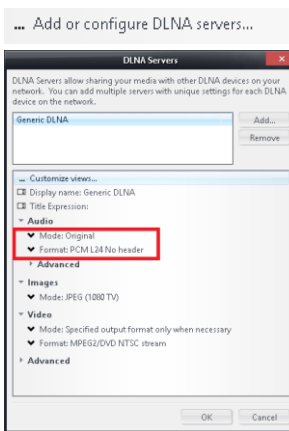 ... Add or configure DLNA servers...
DLNA Servers
DLNA Servers allow sharing your media with other DLNA devices on your
network. You can add multiple servers with unique settings for each DLNA
device on the network.
Generic DLNA
Add...
Remove
... Customize views...
Display name: Generic DLNA
Title Expression:
Audio
Mode: Original
Format: PCM L24 No header
Advanced
Images
Mode: JPEG (1080 TV)
Video
Mode: Specified output format only when necessary
Format: MPEG2/DVD NTSC stream
Advanced
OK
Cancel